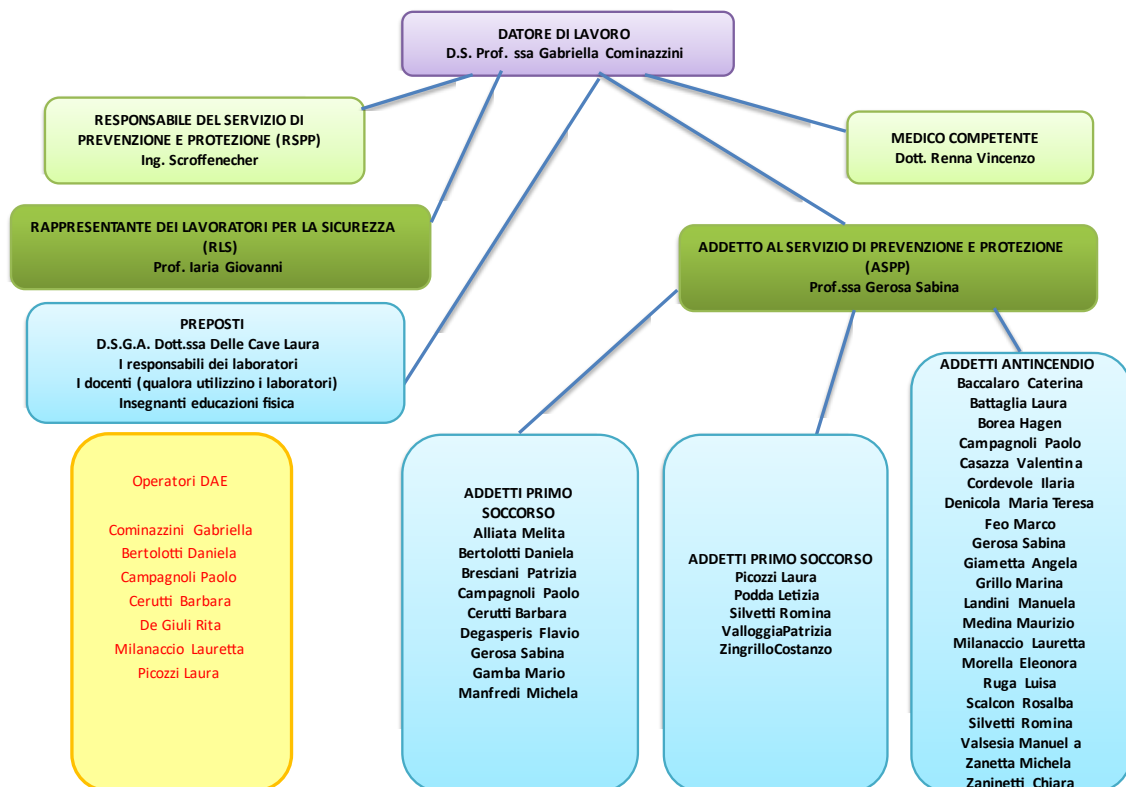 DATORE DI LAVORO
D.S. Prof. ssa Gabriella Cominazzini
RESPONSABILE DEL SERVIZIO DI
PREVENZIONE E PROTEZIONE (RSPP)
Ing. Scroffenecher
MEDICO COMPETENTE
Dott. Renna Vincenzo
RAPPRESENTANTE DEI LAVORATORI PER LA SICUREZZA
(RLS)
Prof. Iaria Giovanni
ADDETTO AL SERVIZIO DI PREVENZIONE E PROTEZIONE
(ASPP)
Prof.ssa Gerosa Sabina
PREPOSTI
D.S.G.A. Dott.ssa Delle Cave Laura
I responsabili dei laboratori
I docenti (qualora utilizzino i laboratori)
Insegnanti educazioni fisica
Operatori DAE
Cominazzini Gabriella
Bertolotti Daniela
Campagnoli Paolo
Cerutti Barbara
De Giuli Rita
Milanaccio Lauretta
Picozzi Laura
ADDETTI PRIMO
SOCCORSO
Alliata Melita
Bertolotti Daniela
Bresciani Patrizia
Campagnoli Paolo
Cerutti Barbara
Degasperis Flavio
Gerosa Sabina
Gamba Mario
Manfredi Michela
ADDETTI PRIMO SOCCORSO
Picozzi Laura
Podda Letizia
Silvetti Romina
ValloggiaPatrizia
ZingrilloCostanzo
ADDETTI ANTINCENDIO
Baccalaro Caterina
Battaglia Laura
Borea Hagen
Campagnoli Paolo
Casazza Valentina
Cordevole Ilaria
Denicola Maria Teresa
Feo Marco
Gerosa Sabina
Giametta Angela
Grillo Marina
Landini Manuela
Medina Maurizio
Milanaccio Lauretta
Morella Eleonora
Ruga Luisa
Scalcon Rosalba
Silvetti Romina
Valsesia Manuel a
Zanetta Michela
Zaninetti Chiara